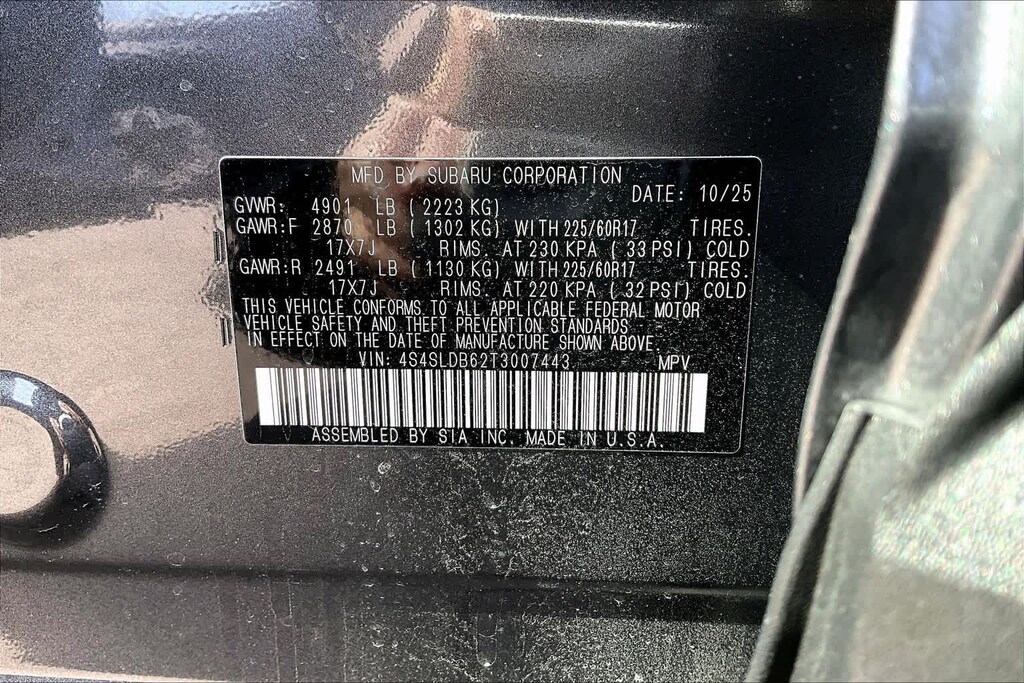 MFD BY SUBARU CORPORATION
DATE: 10/25
GVWR: 4901 LB (2223 KG)
GAWR:F 2870 LB (1302 KG) WITH 225/60R17 TIRES.
17X7J RIMS. AT 230 KPA (33 PSI) COLD
GAWR:R 2491 LB (1130 KG) WITH 225/60R17 TIRES.
17X7J RIMS. AT 220 KPA (32 PSI) COLD
THIS VEHICLE CONFORMS TO ALL APPLICABLE FEDERAL MOTOR
VEHICLE SAFETY AND THEFT PREVENTION STANDARDS
IN EFFECT ON THE DATE OF MANUFACTURE SHOWN ABOVE.
VIN: 4S4SLDB62T3007443 MPV
ASSEMBLED BY SIA INC. MADE IN U.S.A.